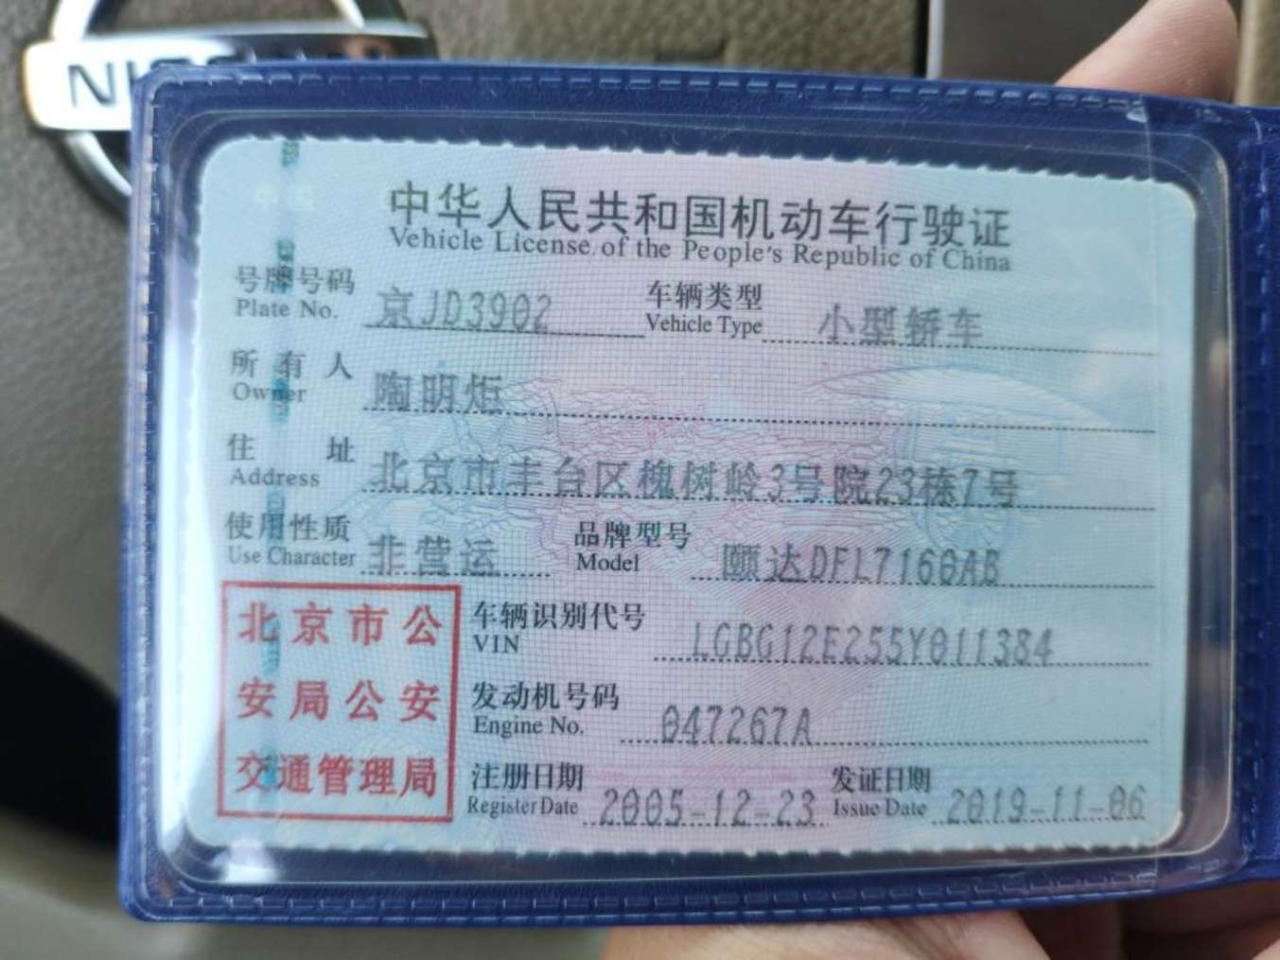 中华人民共和国机动车行驶证
Vehicle License of the People's Republic of China
号牌号码 京JD3902 车辆类型 小型轿车
Plate No. Vehicle Type
所有人 陶明炬
Owner
住址 北京市丰台区槐树岭3号院23栋7号
Address
使用性质 非营运 品牌型号 颐达DFL7160AB
Use Character Model
北京市公
安局公安
交通管理局
车辆识别代号 LGBG12E255Y011384
VIN
发动机号码 047267A
Engine No.
注册日期 2005-12-23 发证日期 2019-11-06
Register Date Issue Date